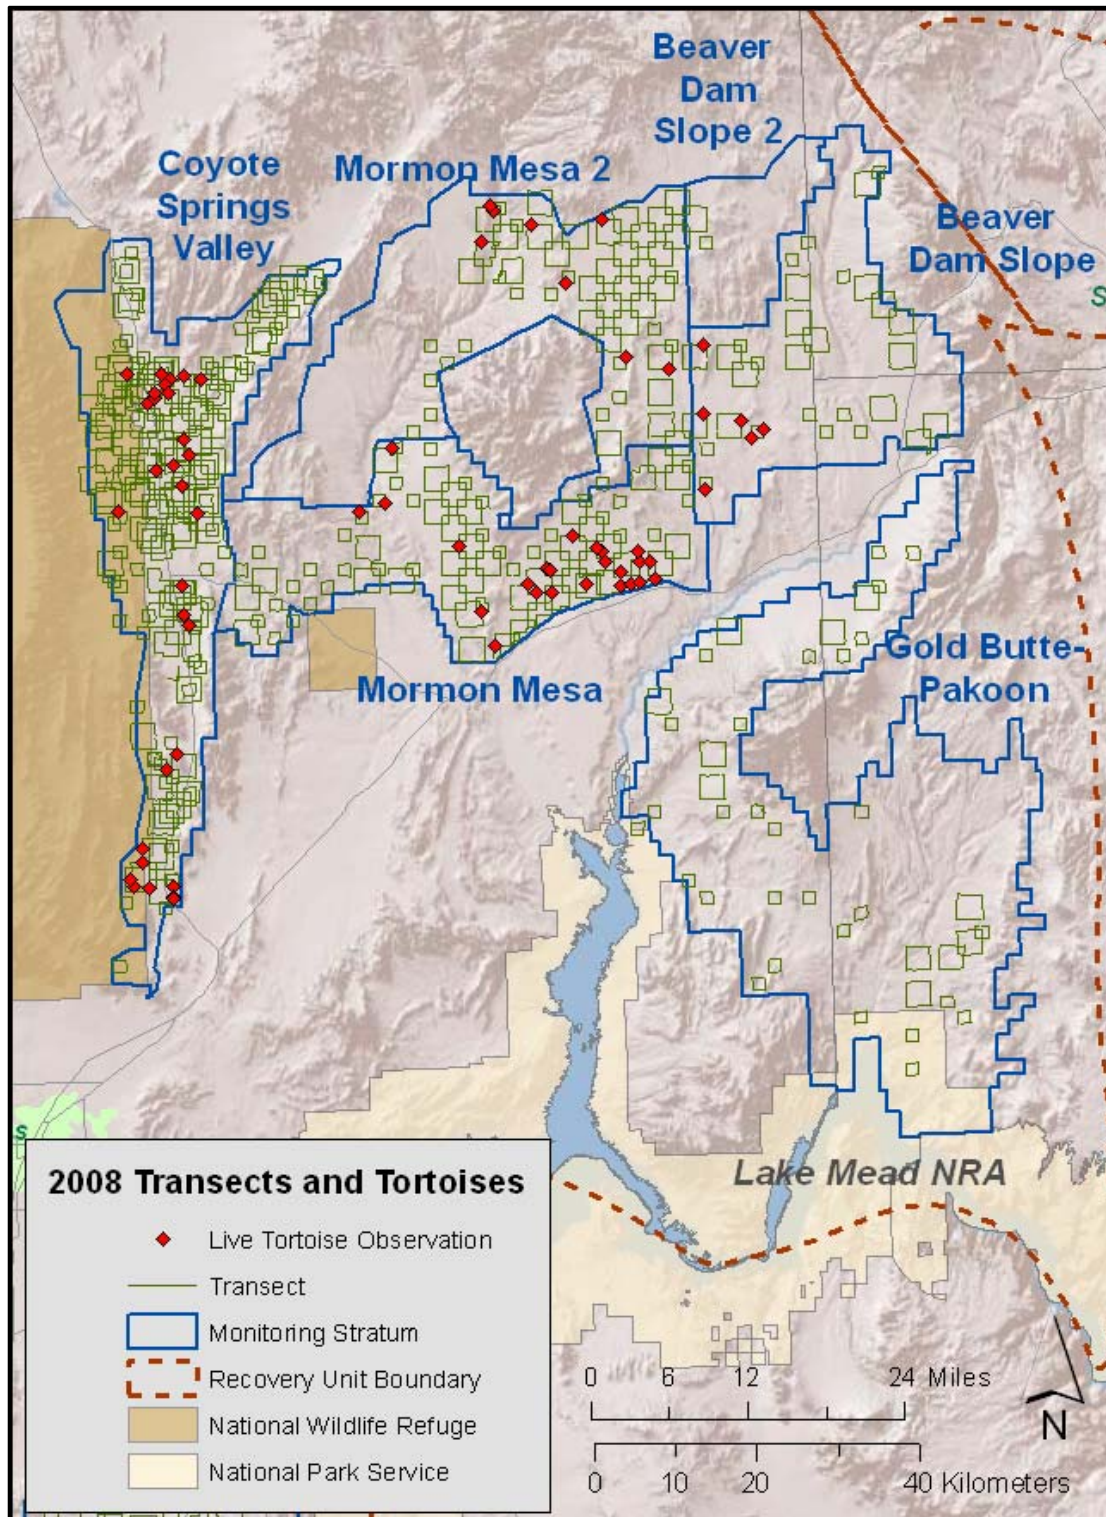 Beaver
Dam
Slope 2
Coyote
Springs
Valley
Mormon Mesa 2
Beaver
Dam Slope
S
Gold Butte-
Pakoon
Mormon Mesa
s
Lake Mead NRA
2008 Transects and Tortoises
Live Tortoise Observation
Transect
Monitoring Stratum
Recovery Unit Boundary
National Wildlife Refuge
National Park Service
0 6 12 24 Miles
0 10 20 40 Kilometers
N